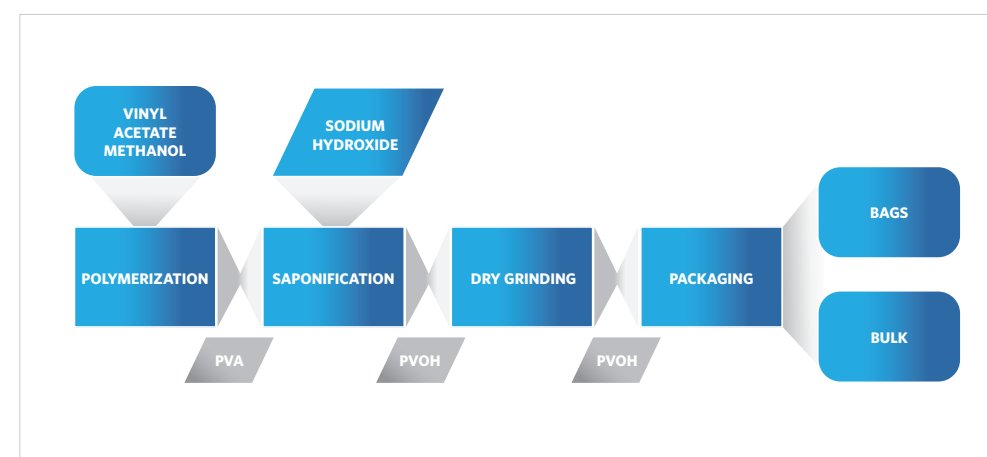 VINYL
ACETATE
METHANOL
SODIUM
HYDROXIDE
POLYMERIZATION
SAPONIFICATION
DRY GRINDING
PACKAGING
BAGS
BULK
PVA
PVOH
PVOH